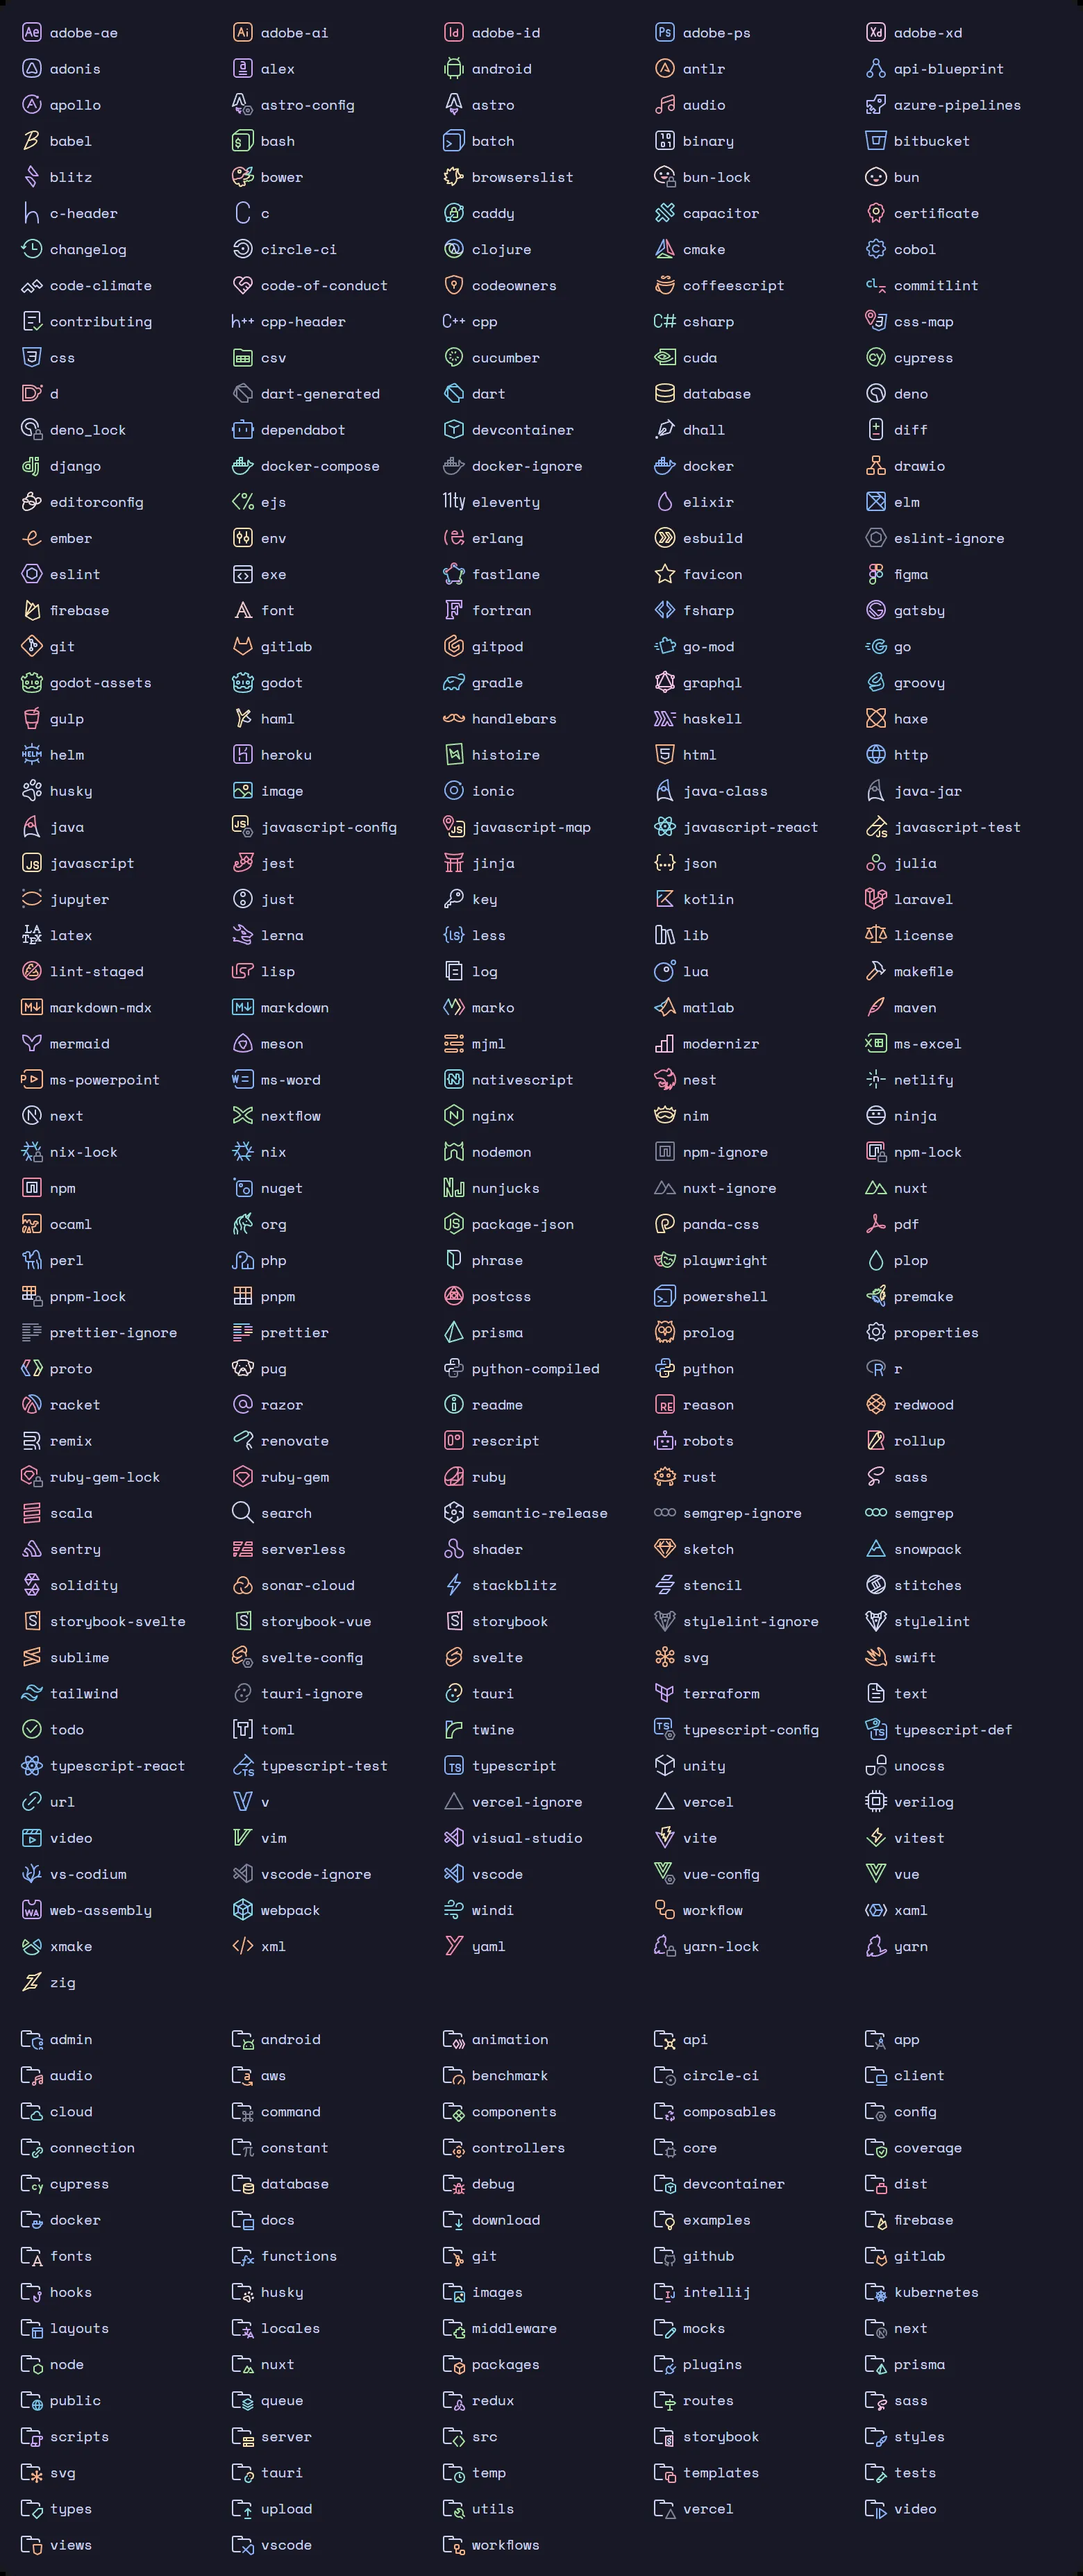 adobe-ae adobe-ai adobe-id adobe-ps adobe-xd
adonis alex android antlr api-blueprint
apollo astro-config astro audio azure-pipelines
babel bash batch binary bitbucket
blitz bower browserslist bun-lock bun
c-header c caddy capacitor certificate
changelog circle-ci clojure cmake cobol
code-climate code-of-conduct codeowners coffeescript commitlint
contributing cpp-header cpp csharp css-map
css csv cucumber cuda cypress
d dart-generated dart database deno
deno_lock dependabot devcontainer dhall diff
django docker-compose docker-ignore docker drawio
editorconfig ejs eleventy elixir elm
ember env erlang esbuild eslint-ignore
eslint exe fastlane favicon figma
firebase font fortran fsharp gatsby
git gitlab gitpod go-mod go
godot-assets godot gradle graphql groovy
gulp haml handlebars haskell haxe
helm heroku histoire html http
husky image ionic java-class java-jar
java javascript-config javascript-map javascript-react javascript-test
javascript jest jinja json julia
jupyter just key kotlin laravel
latex lerna less lib license
lint-staged lisp log lua makefile
markdown-mdx markdown marko matlab maven
mermaid meson mjml modernizr ms-excel
ms-powerpoint ms-word nativescript nest netlify
next nextflow nginx nim ninja
nix-lock nix nodemon npm-ignore npm-lock
npm nuget nunjucks nuxt-ignore nuxt
ocaml org package-json panda-css pdf
perl php phrase playwright plop
pnpm-lock pnpm postcss powershell premake
prettier-ignore prettier prisma prolog properties
proto pug python-compiled python r
racket razor readme reason redwood
remix renovate rescript robots rollup
ruby-gem-lock ruby-gem ruby rust sass
scala search semantic-release semgrep-ignore semgrep
sentry serverless shader sketch snowpack
solidity sonar-cloud stackblitz stencil stitches
storybook-svelte storybook-vue storybook stylelint-ignore stylelint
sublime svelte-config svelte svg swift
tailwind tauri-ignore tauri terraform text
todo toml twine typescript-config typescript-def
typescript-react typescript-test typescript unity unocss
url v vercel-ignore vercel verilog
video vim visual-studio vite vitest
vs-codium vscode-ignore vscode vue-config vue
web-assembly webpack windi workflow xaml
xmake xml yaml yarn-lock yarn
zig
admin android animation api app
audio aws benchmark circle-ci client
cloud command components composables config
connection constant controllers core coverage
cypress database debug devcontainer dist
docker docs download examples firebase
fonts functions git github gitlab
hooks husky images intellij kubernetes
layouts locales middleware mocks next
node nuxt packages plugins prisma
public queue redux routes sass
scripts server src storybook styles
svg tauri temp templates tests
types upload utils vercel video
views vscode workflows